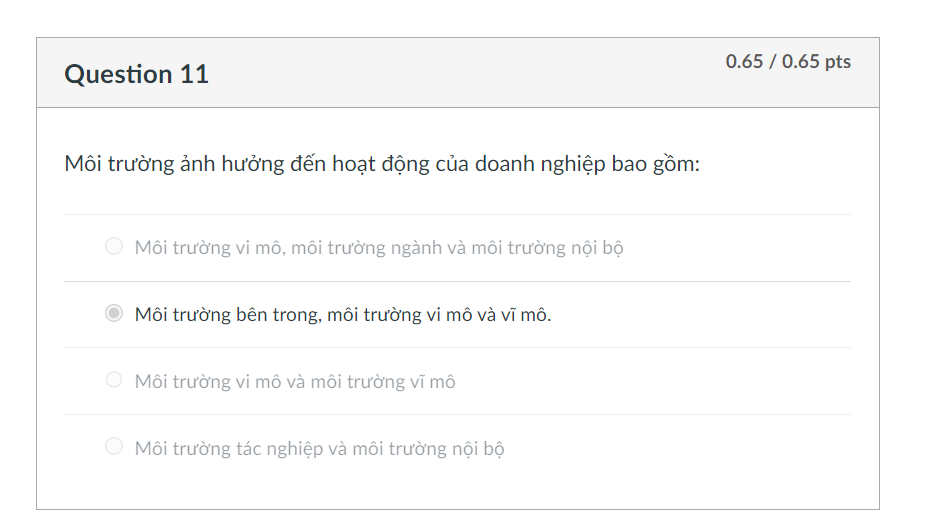 Question 11
0.65 / 0.65 pts
Môi trường ảnh hưởng đến hoạt động của doanh nghiệp bao gồm:
Môi trường vi mô, môi trường ngành và môi trường nội bộ
Môi trường bên trong, môi trường vi mô và vĩ mô.
Môi trường vi mô và môi trường vĩ mô
Môi trường tác nghiệp và môi trường nội bộ